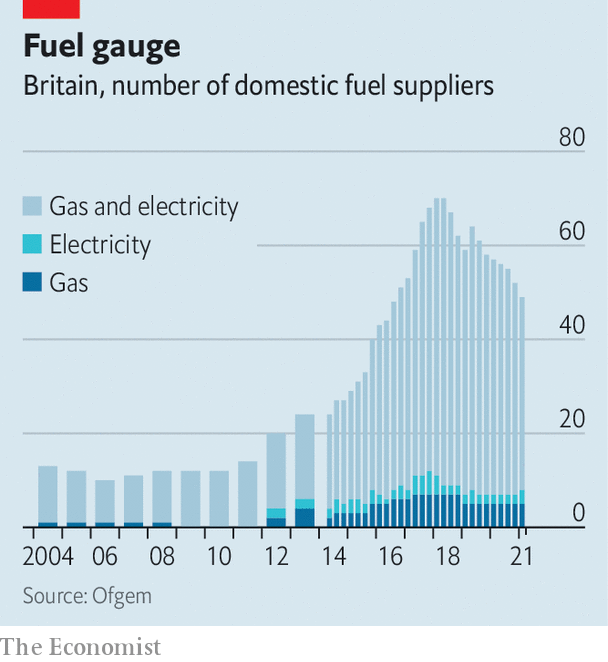 Fuel gauge
Britain, number of domestic fuel suppliers
80
Gas and electricity
Electricity
Gas
60
40
20
0
2004 06 08 10 12 14 16 18 21
Source: Ofgem
The Economist